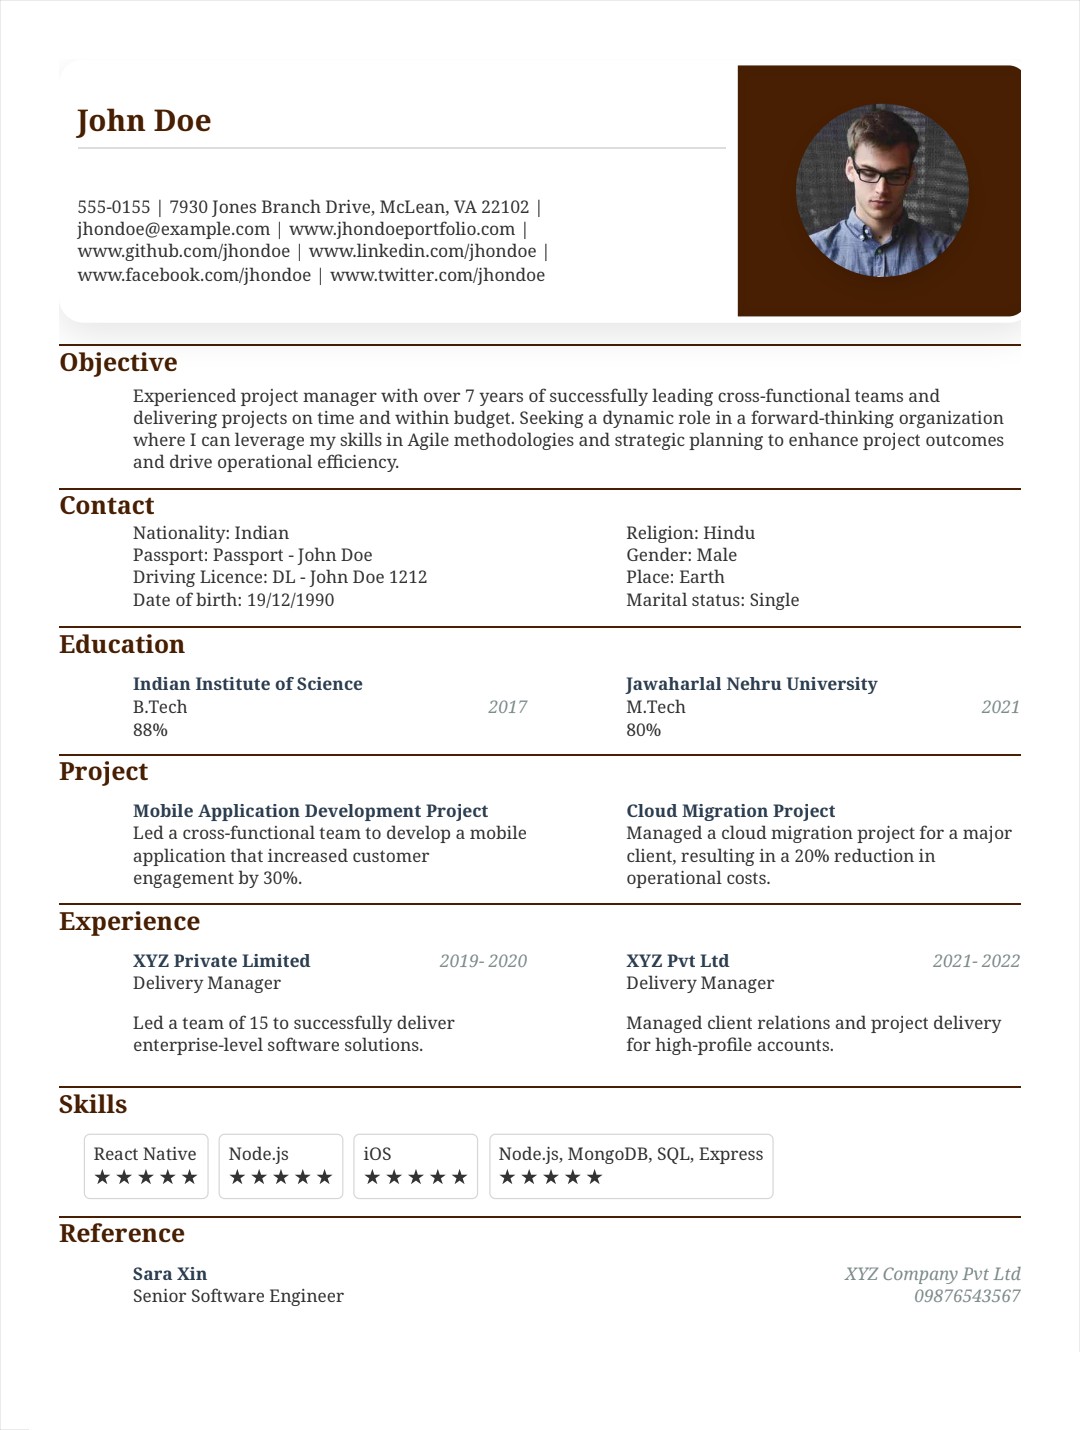 John Doe
555-0155 | 7930 Jones Branch Drive, McLean, VA 22102 |
jhondoe@example.com | www.jhondoeportfolio.com |
www.github.com/jhondoe | www.linkedin.com/jhondoe |
www.facebook.com/jhondoe | www.twitter.com/jhondoe
Objective
Experienced project manager with over 7 years of successfully leading cross-functional teams and
delivering projects on time and within budget. Seeking a dynamic role in a forward-thinking organization
where I can leverage my skills in Agile methodologies and strategic planning to enhance project outcomes
and drive operational efficiency.
Contact
Nationality: Indian
Passport: Passport - John Doe
Driving Licence: DL - John Doe 1212
Date of birth: 19/12/1990
Religion: Hindu
Gender: Male
Place: Earth
Marital status: Single
Education
Indian Institute of Science
B.Tech 2017
88%
Jawaharlal Nehru University
M.Tech 2021
80%
Project
Mobile Application Development Project
Led a cross-functional team to develop a mobile
application that increased customer
engagement by 30%.
Cloud Migration Project
Managed a cloud migration project for a major
client, resulting in a 20% reduction in
operational costs.
Experience
XYZ Private Limited 2019- 2020
Delivery Manager
Led a team of 15 to successfully deliver
enterprise-level software solutions.
XYZ Pvt Ltd 2021- 2022
Delivery Manager
Managed client relations and project delivery
for high-profile accounts.
Skills
React Native
★★★★★
Node.js
★★★★★
iOS
★★★★★
Node.js, MongoDB, SQL, Express
★★★★★
Reference
Sara Xin XYZ Company Pvt Ltd
Senior Software Engineer 09876543567